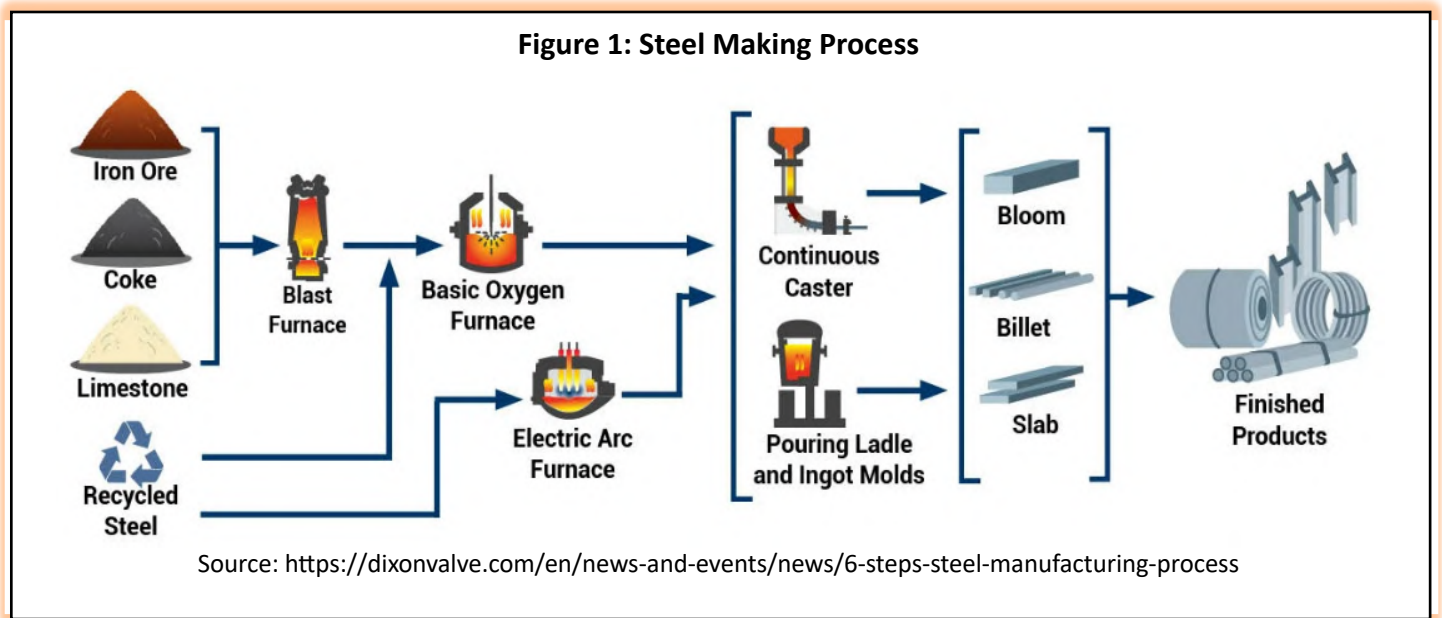 Figure 1: Steel Making Process
Iron Ore
Coke
Limestone
Recycled
Steel
Blast
Furnace
Basic Oxygen
Furnace
Electric Arc
Furnace
Continuous
Caster
Pouring Ladle
and Ingot Molds
Bloom
Billet
Slab
Finished
Products
Source: https://dixonvalve.com/en/news-and-events/news/6-steps-steel-manufacturing-process